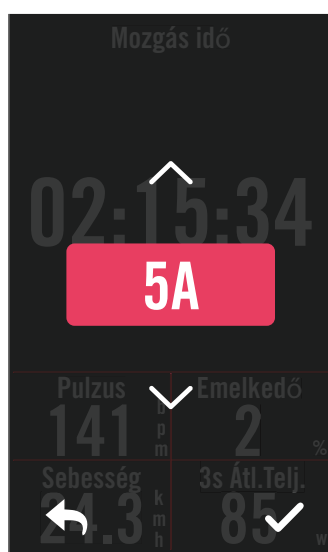 Mozgás idő
02:15:34
5A
Pulzus Emelkedő
141 bpm 2 %
Sebesség 3s Átl.Telj.
24.3 kmh 85 w